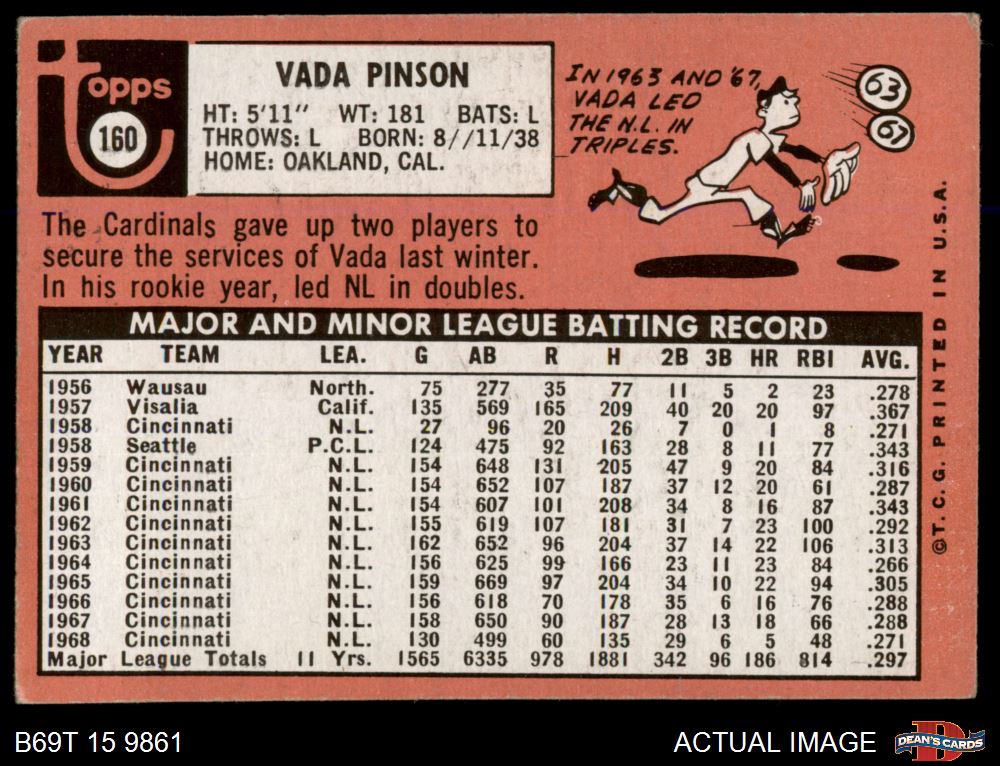 Topps
160
VADA PINSON
HT: 5'11" WT: 181 BATS: L
THROWS: L BORN: 8//11/38
HOME: OAKLAND, CAL.
IN 1963 AND '67,
VADA LED
THE N.L. IN
TRIPLES.
63
67
The Cardinals gave up two players to
secure the services of Vada last winter.
In his rookie year, led NL in doubles.
MAJOR AND MINOR LEAGUE BATTING RECORD
YEAR TEAM LEA. G AB R H 2B 3B HR RBI AVG.
1956 Wausau North. 75 277 35 77 11 5 2 23 .278
1957 Visalia Calif. 135 569 165 209 40 20 20 97 .367
1958 Cincinnati N.L. 27 96 20 26 7 0 1 8 .271
1958 Seattle P.C.L. 124 475 92 163 28 8 11 77 .343
1959 Cincinnati N.L. 154 648 131 205 47 9 20 84 .316
1960 Cincinnati N.L. 154 652 107 187 37 12 20 61 .287
1961 Cincinnati N.L. 154 607 101 208 34 8 16 87 .343
1962 Cincinnati N.L. 155 619 107 181 31 7 23 100 .292
1963 Cincinnati N.L. 162 652 96 204 37 14 22 106 .313
1964 Cincinnati N.L. 156 625 99 166 23 11 23 84 .266
1965 Cincinnati N.L. 159 669 97 204 34 10 22 94 .305
1966 Cincinnati N.L. 156 618 70 178 35 6 16 76 .288
1967 Cincinnati N.L. 158 650 90 187 28 13 18 66 .288
1968 Cincinnati N.L. 130 499 60 135 29 6 5 48 .271
Major League Totals 11 Yrs. 1565 6335 978 1881 342 96 186 814 .297
©T.C.G. PRINTED IN U.S.A.
B69T 15 9861
ACTUAL IMAGE
DEAN'S CARDS